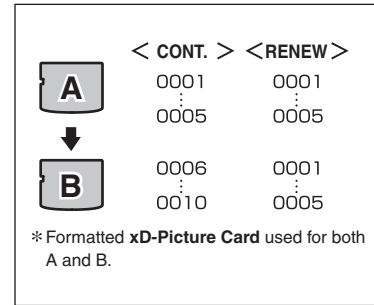 < CONT. > <RENEW>
A 0001 0001
⋮ ⋮
0005 0005
B 0006 0001
⋮ ⋮
0010 0005
*Formatted xD-Picture Card used for both
A and B.